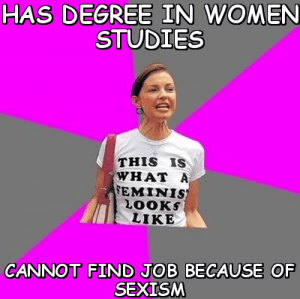 HAS DEGREE IN WOMEN
STUDIES
THIS IS
WHAT A
FEMINIST
LOOKS
LIKE
CANNOT FIND JOB BECAUSE OF
SEXISM